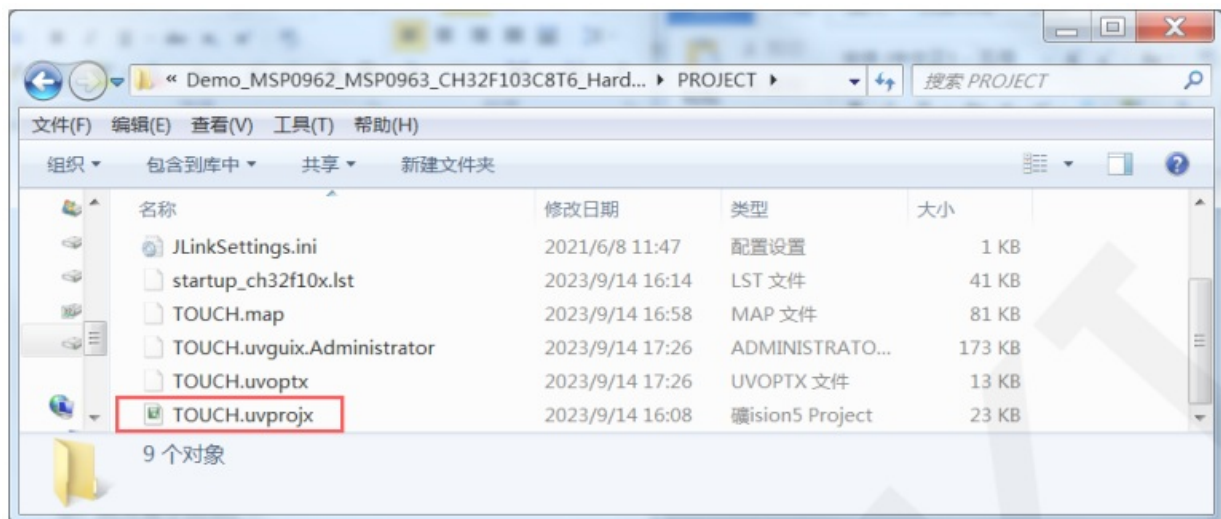 « Demo_MSP0962_MSP0963_CH32F103C8T6_Hard... ▸ PROJECT ▸ 搜索 PROJECT
文件(F) 编辑(E) 查看(V) 工具(T) 帮助(H)
组织 包含到库中 共享 新建文件夹
名称 修改日期 类型 大小
JLinkSettings.ini 2021/6/8 11:47 配置设置 1 KB
startup_ch32f10x.lst 2023/9/14 16:14 LST 文件 41 KB
TOUCH.map 2023/9/14 16:58 MAP 文件 81 KB
TOUCH.uvguix.Administrator 2023/9/14 17:26 ADMINISTRATO... 173 KB
TOUCH.uvoptx 2023/9/14 17:26 UVOPTX 文件 13 KB
TOUCH.uvprojx 2023/9/14 16:08 礦ision5 Project 23 KB
9 个对象